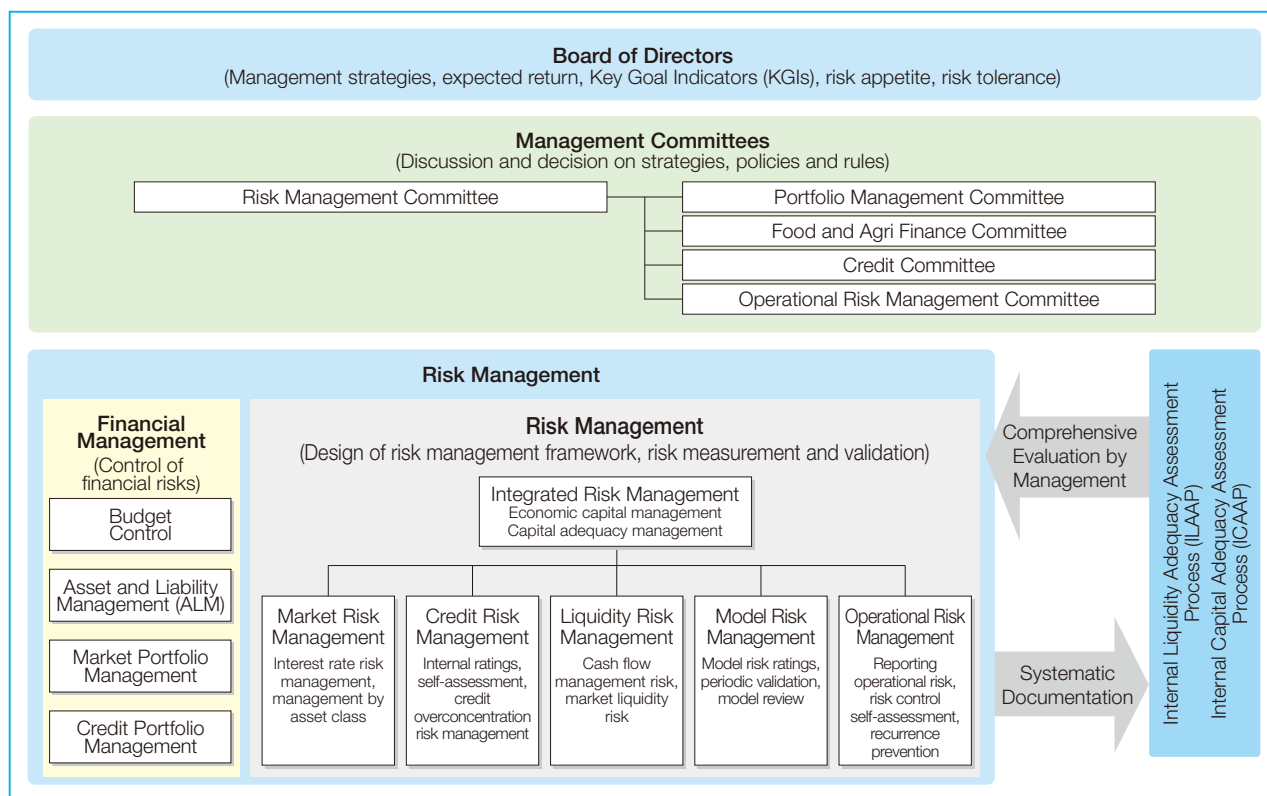 Board of Directors
(Management strategies, expected return, Key Goal Indicators (KGIs), risk appetite, risk tolerance)
Management Committees
(Discussion and decision on strategies, policies and rules)
Risk Management Committee
Portfolio Management Committee
Food and Agri Finance Committee
Credit Committee
Operational Risk Management Committee
Risk Management
Financial
Management
(Control of
financial risks)
Budget
Control
Asset and Liability
Management (ALM)
Market Portfolio
Management
Credit Portfolio
Management
Risk Management
(Design of risk management framework, risk measurement and validation)
Integrated Risk Management
Economic capital management
Capital adequacy management
Market Risk
Management
Interest rate risk
management,
management by
asset class
Credit Risk
Management
Internal ratings,
self-assessment,
credit
overconcentration
risk management
Liquidity Risk
Management
Cash flow
management risk,
market liquidity
risk
Model Risk
Management
Model risk ratings,
periodic validation,
model review
Operational Risk
Management
Reporting
operational risk,
risk control
self-assessment,
recurrence
prevention
Comprehensive
Evaluation by
Management
Systematic
Documentation
Internal Liquidity Adequacy Assessment
Process (ILAAP)
Internal Capital Adequacy Assessment
Process (ICAAP)